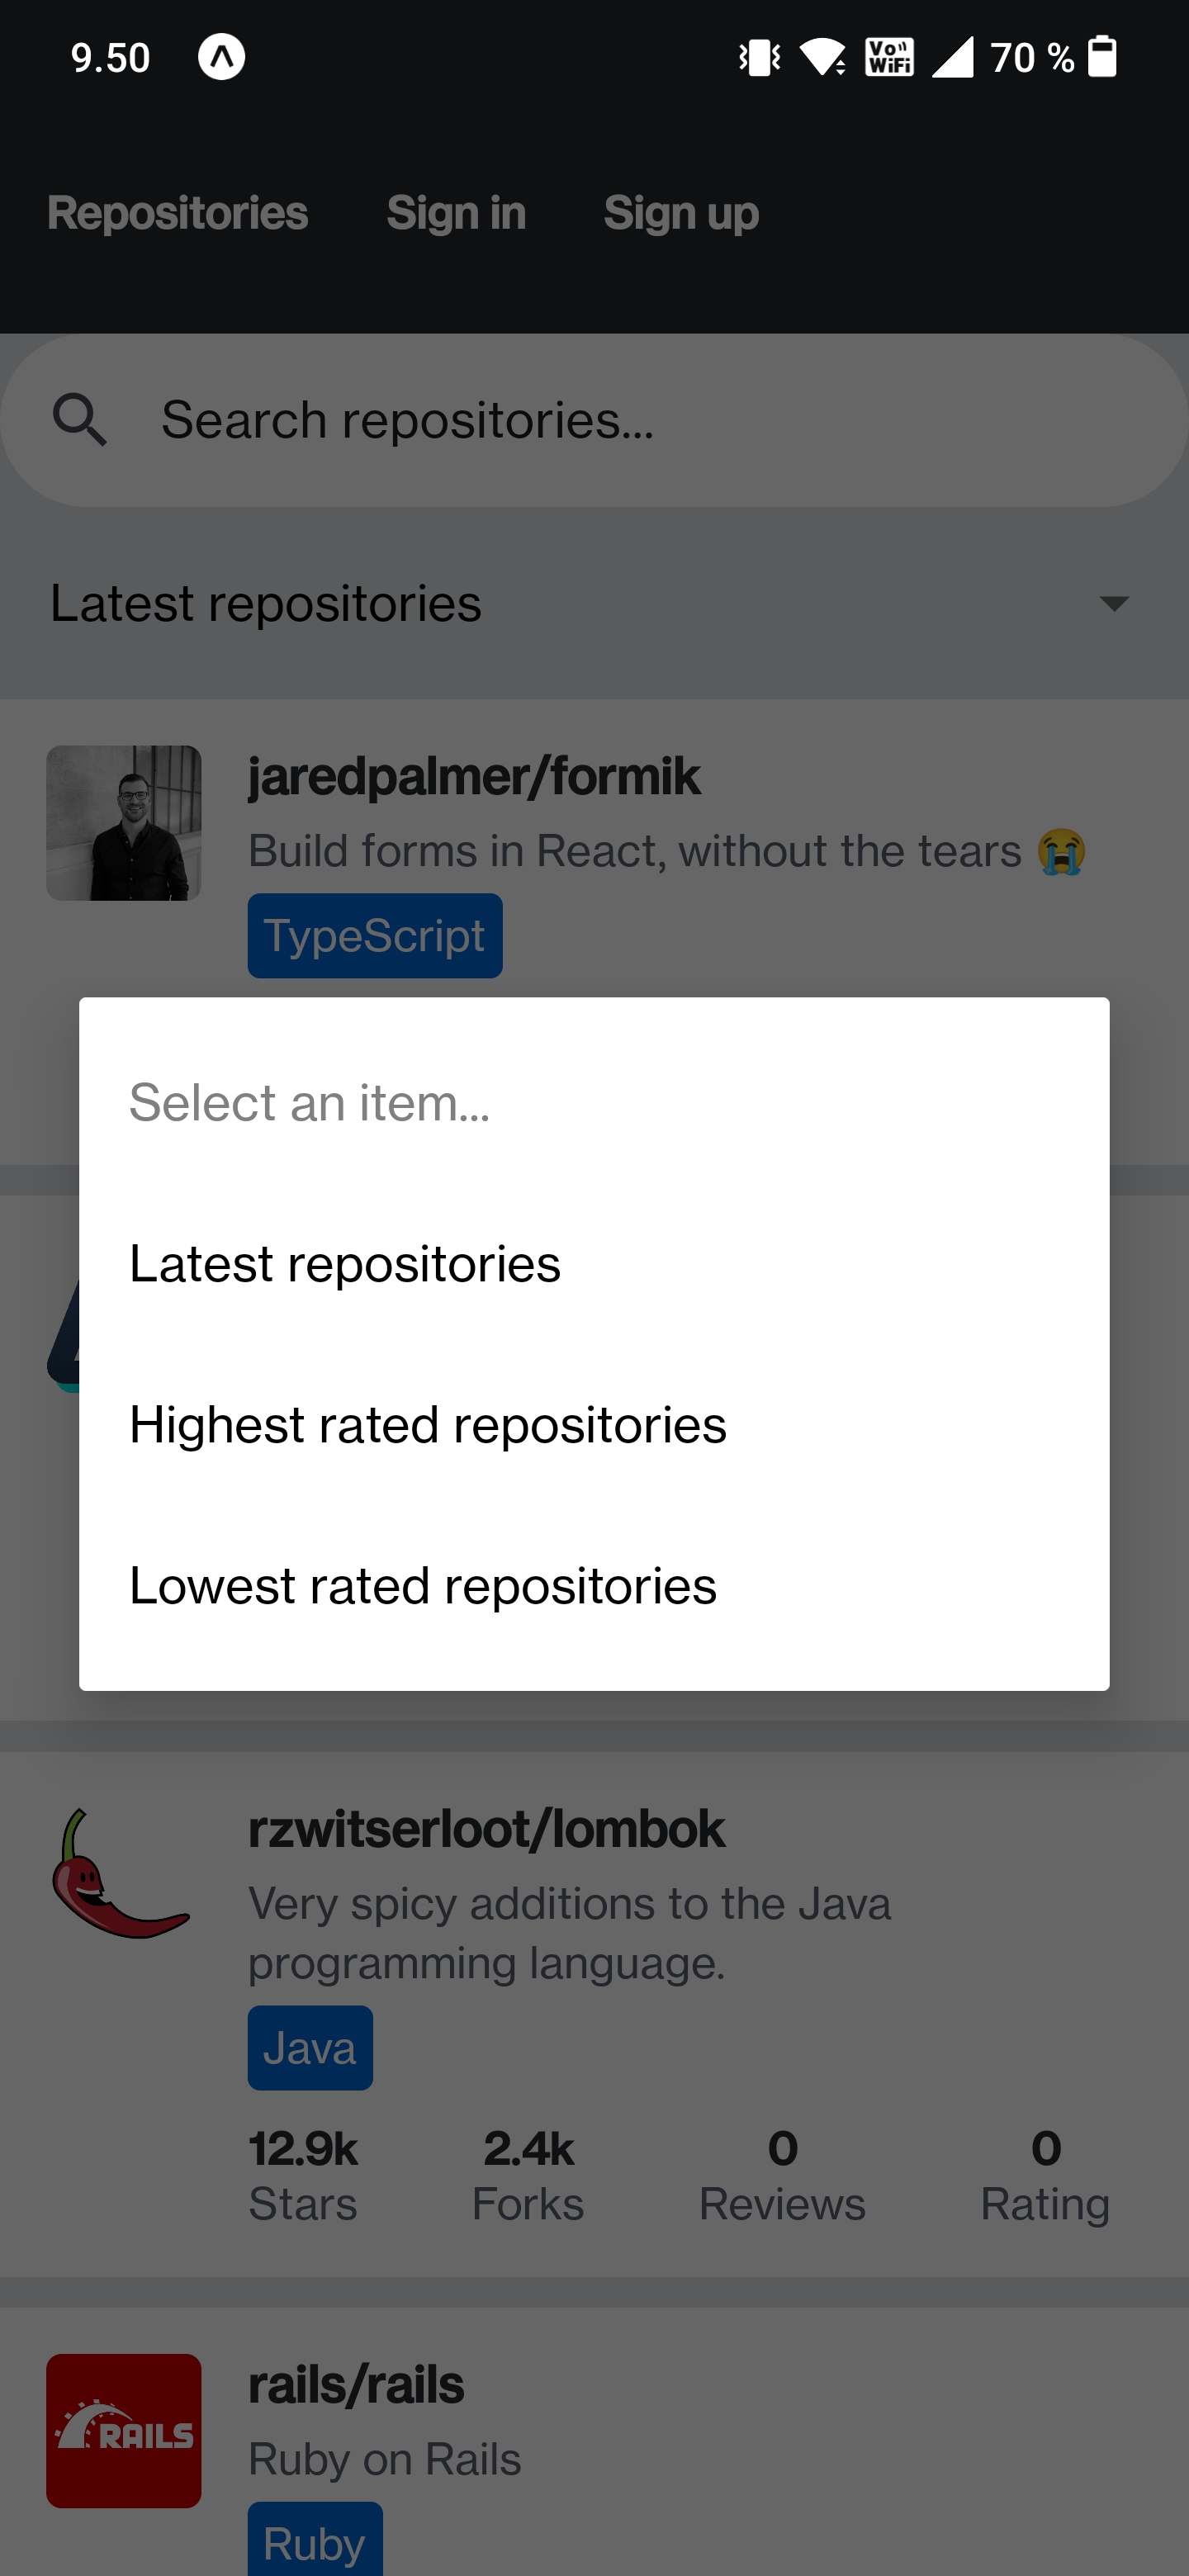 9.50
Vo WiFi
70 %
Repositories Sign in Sign up
Search repositories...
Latest repositories
jaredpalmer/formik
Build forms in React, without the tears 😭
TypeScript
Select an item...
Latest repositories
Highest rated repositories
Lowest rated repositories
rzwitserloot/lombok
Very spicy additions to the Java
programming language.
Java
12.9k 2.4k 0 0
Stars Forks Reviews Rating
rails/rails
RAILS
Ruby on Rails
Ruby